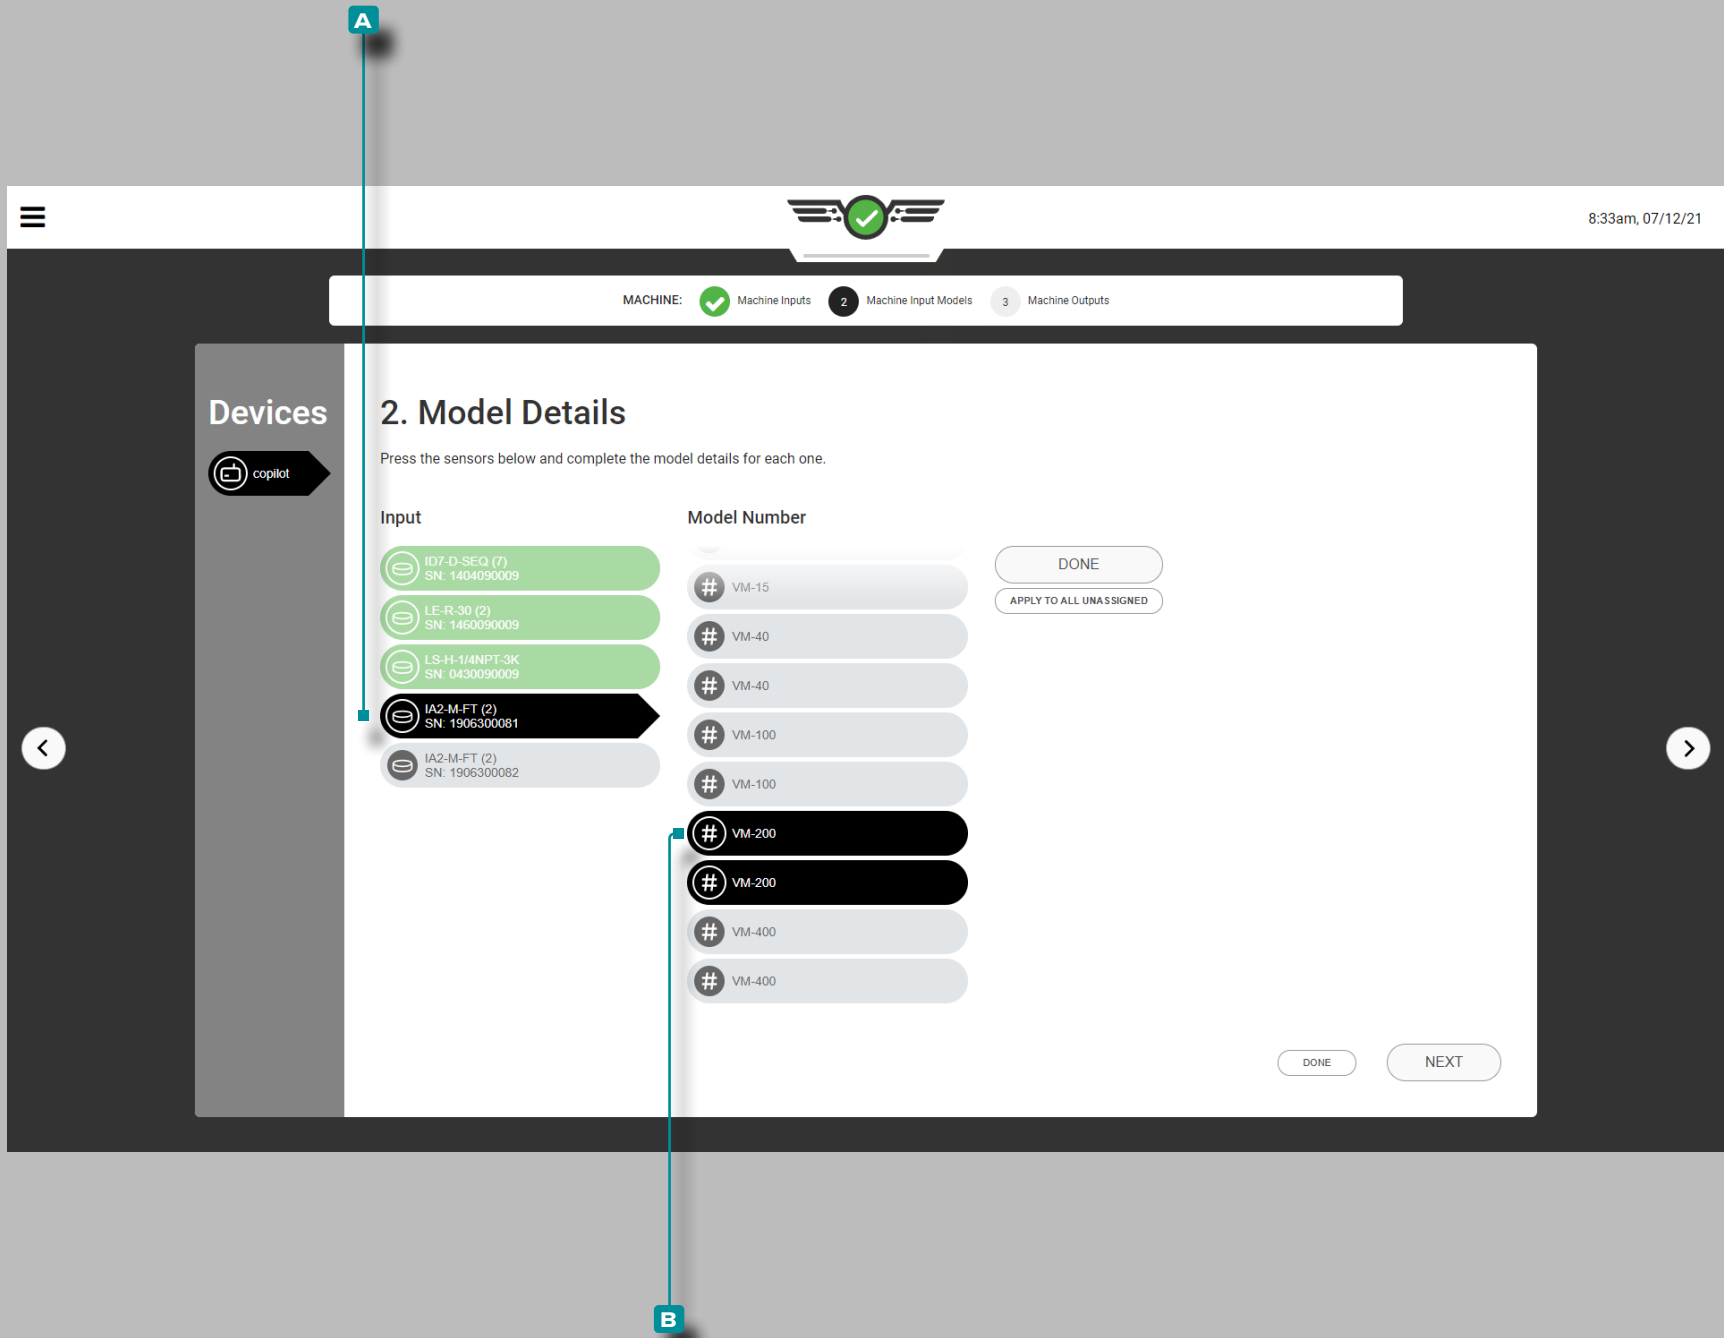 A
8:33am, 07/12/21
MACHINE: Machine Inputs 2 Machine Input Models 3 Machine Outputs
Devices
copilot
2. Model Details
Press the sensors below and complete the model details for each one.
Input
ID7-D-SEQ (7)
SN: 1404090009
LE-R-30 (2)
SN: 1460090009
LS-H-1/4NPT-3K
SN: 0430090009
IA2-M-FT (2)
SN: 1906300081
IA2-M-FT (2)
SN: 1906300082
Model Number
# VM-15
# VM-40
# VM-40
# VM-100
# VM-100
# VM-200
# VM-200
# VM-400
# VM-400
DONE
APPLY TO ALL UNASSIGNED
DONE
NEXT
B